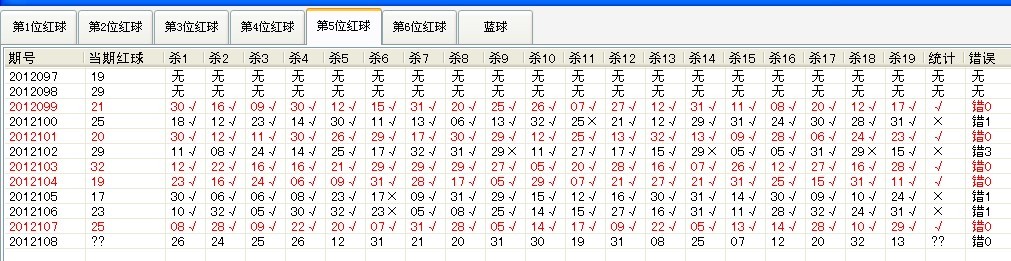 第1位红球 第2位红球 第3位红球 第4位红球 第5位红球 第6位红球 蓝球
期号 当期红球 杀1 杀2 杀3 杀4 杀5 杀6 杀7 杀8 杀9 杀10 杀11 杀12 杀13 杀14 杀15 杀16 杀17 杀18 杀19 统计 错误
2012097 19 无 无 无 无 无 无 无 无 无 无 无 无 无 无 无 无 无 无 无 无 无
2012098 29 无 无 无 无 无 无 无 无 无 无 无 无 无 无 无 无 无 无 无 无 无
2012099 21 30√ 16√ 09√ 30√ 12√ 15√ 31√ 20√ 25√ 26√ 07√ 27√ 12√ 31√ 11√ 08√ 20√ 12√ 17√ √ 错0
2012100 25 18√ 12√ 23√ 14√ 30√ 11√ 13√ 06√ 13√ 32√ 25× 21√ 12√ 29√ 31√ 24√ 30√ 28√ 31√ × 错1
2012101 20 30√ 12√ 11√ 30√ 26√ 29√ 17√ 30√ 29√ 12√ 25√ 13√ 32√ 13√ 09√ 28√ 06√ 24√ 23√ √ 错0
2012102 29 11√ 08√ 24√ 14√ 25√ 17√ 32√ 31√ 29× 11√ 27√ 17√ 15√ 29× 05√ 05√ 31√ 29× 15√ × 错3
2012103 32 12√ 22√ 16√ 16√ 21√ 29√ 29√ 29√ 27√ 05√ 20√ 28√ 16√ 07√ 26√ 12√ 27√ 16√ 28√ √ 错0
2012104 19 23√ 16√ 24√ 06√ 09√ 31√ 28√ 17√ 05√ 29√ 07√ 21√ 27√ 21√ 31√ 25√ 15√ 31√ 11√ √ 错0
2012105 17 30√ 06√ 06√ 08√ 23√ 17× 09√ 31√ 29√ 15√ 12√ 16√ 30√ 31√ 14√ 30√ 09√ 10√ 24√ × 错1
2012106 23 10√ 32√ 05√ 30√ 32√ 23× 05√ 08√ 25√ 14√ 15√ 27√ 16√ 31√ 11√ 28√ 32√ 24√ 31√ × 错1
2012107 25 08√ 28√ 09√ 22√ 20√ 07√ 31√ 28√ 05√ 14√ 17√ 09√ 22√ 05√ 13√ 14√ 28√ 10√ 29√ √ 错0
2012108 ?? 26 24 25 26 12 31 21 20 31 30 19 31 08 25 07 12 20 32 13 ?? 错0